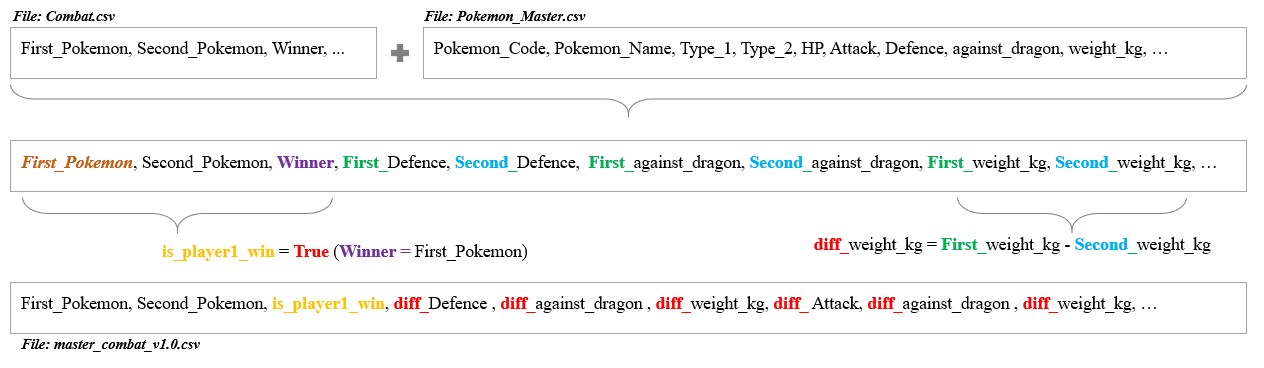 File: Combat.csv
File: Pokemon_Master.csv
First_Pokemon, Second_Pokemon, Winner, ...
Pokemon_Code, Pokemon_Name, Type_1, Type_2, HP, Attack, Defence, against_dragon, weight_kg, …
First_Pokemon, Second_Pokemon, Winner, First_Defence, Second_Defence, First_against_dragon, Second_against_dragon, First_weight_kg, Second_weight_kg, …
is_player1_win = True (Winner = First_Pokemon)
diff_weight_kg = First_weight_kg - Second_weight_kg
First_Pokemon, Second_Pokemon, is_player1_win, diff_Defence , diff_against_dragon , diff_weight_kg, diff_ Attack, diff_against_dragon , diff_weight_kg, …
File: master_combat_v1.0.csv